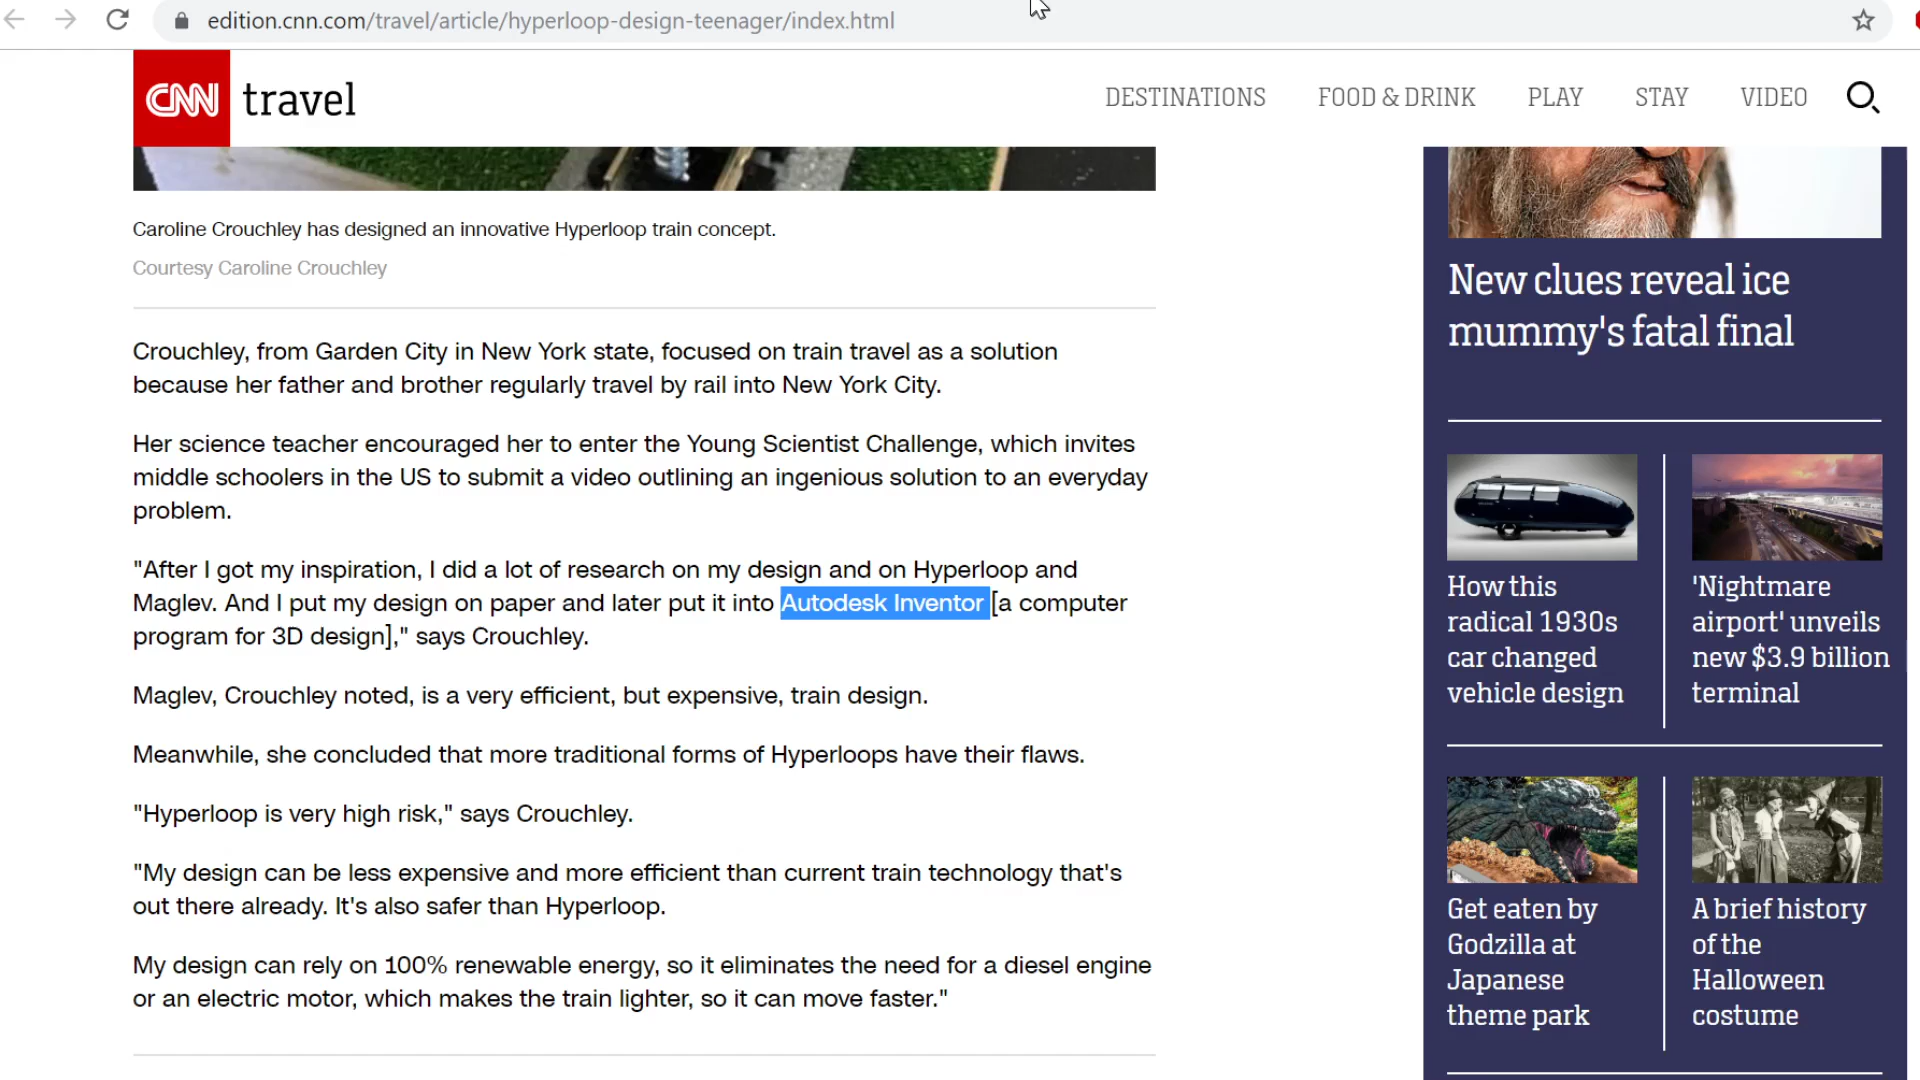 edition.cnn.com/travel/article/hyperloop-design-teenager/index.html
CNN travel
DESTINATIONS FOOD & DRINK PLAY STAY VIDEO
Caroline Crouchley has designed an innovative Hyperloop train concept.
Courtesy Caroline Crouchley
Crouchley, from Garden City in New York state, focused on train travel as a solution
because her father and brother regularly travel by rail into New York City.
Her science teacher encouraged her to enter the Young Scientist Challenge, which invites
middle schoolers in the US to submit a video outlining an ingenious solution to an everyday
problem.
"After I got my inspiration, I did a lot of research on my design and on Hyperloop and
Maglev. And I put my design on paper and later put it into Autodesk Inventor [a computer
program for 3D design]," says Crouchley.
Maglev, Crouchley noted, is a very efficient, but expensive, train design.
Meanwhile, she concluded that more traditional forms of Hyperloops have their flaws.
"Hyperloop is very high risk," says Crouchley.
"My design can be less expensive and more efficient than current train technology that's
out there already. It's also safer than Hyperloop.
My design can rely on 100% renewable energy, so it eliminates the need for a diesel engine
or an electric motor, which makes the train lighter, so it can move faster."
New clues reveal ice
mummy's fatal final
How this
radical 1930s
car changed
vehicle design
'Nightmare
airport' unveils
new $3.9 billion
terminal
Get eaten by
Godzilla at
Japanese
theme park
A brief history
of the
Halloween
costume